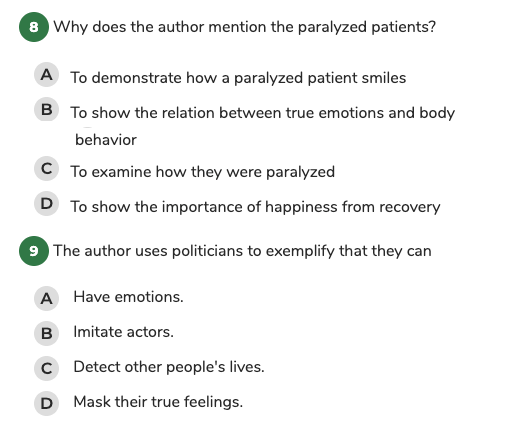 8 Why does the author mention the paralyzed patients?
A To demonstrate how a paralyzed patient smiles
B To show the relation between true emotions and body
behavior
C To examine how they were paralyzed
D To show the importance of happiness from recovery
9 The author uses politicians to exemplify that they can
A Have emotions.
B Imitate actors.
C Detect other people's lives.
D Mask their true feelings.